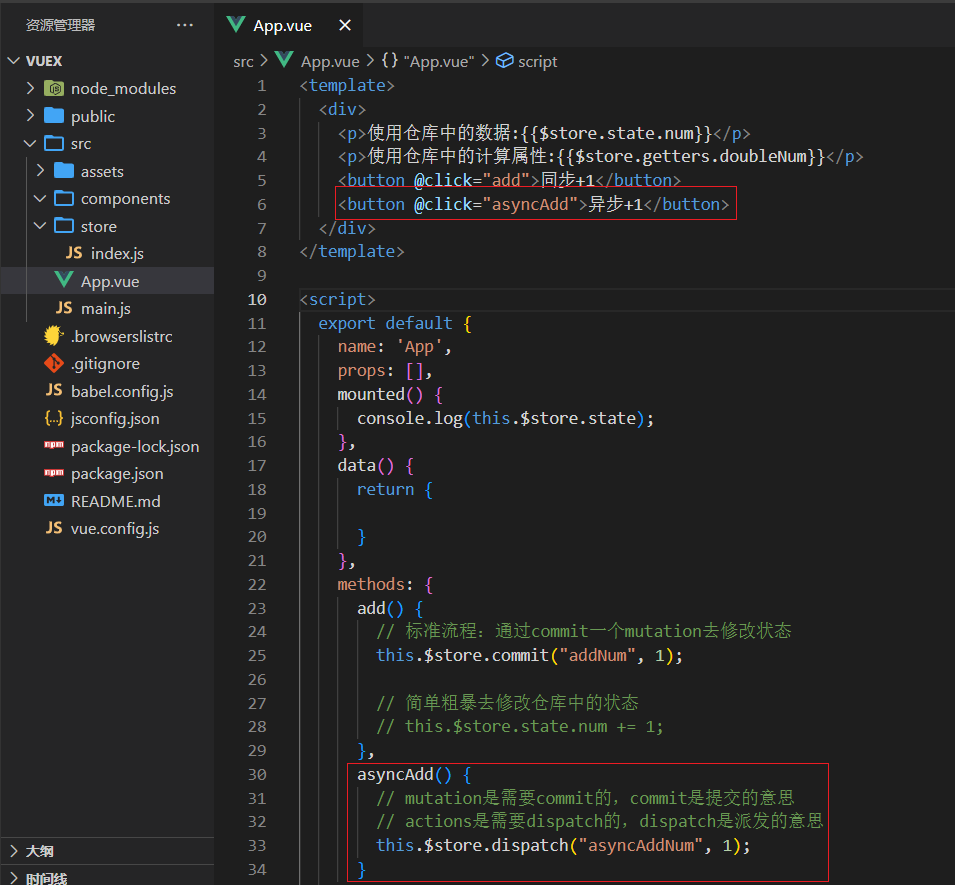 资源管理器 ···
VUEX
node_modules
public
src
assets
components
store
JS index.js
App.vue
JS main.js
.browserslistrc
.gitignore
JS babel.config.js
{..} jsconfig.json
npm package-lock.json
npm package.json
M↓ README.md
JS vue.config.js
大纲
时间线
App.vue ×
src > App.vue > {} "App.vue" > script
1 <template>
2 <div>
3 <p>使用仓库中的数据:{{$store.state.num}}</p>
4 <p>使用仓库中的计算属性:{{$store.getters.doubleNum}}</p>
5 <button @click="add">同步+1</button>
6 <button @click="asyncAdd">异步+1</button>
7 </div>
8 </template>
9
10 <script>
11 export default {
12 name: 'App',
13 props: [],
14 mounted() {
15 console.log(this.$store.state);
16 },
17 data() {
18 return {
19
20 }
21 },
22 methods: {
23 add() {
24 // 标准流程：通过commit一个mutation去修改状态
25 this.$store.commit("addNum", 1);
26
27 // 简单粗暴去修改仓库中的状态
28 // this.$store.state.num += 1;
29 },
30 asyncAdd() {
31 // mutation是需要commit的，commit是提交的意思
32 // actions是需要dispatch的，dispatch是派发的意思
33 this.$store.dispatch("asyncAddNum", 1);
34 }